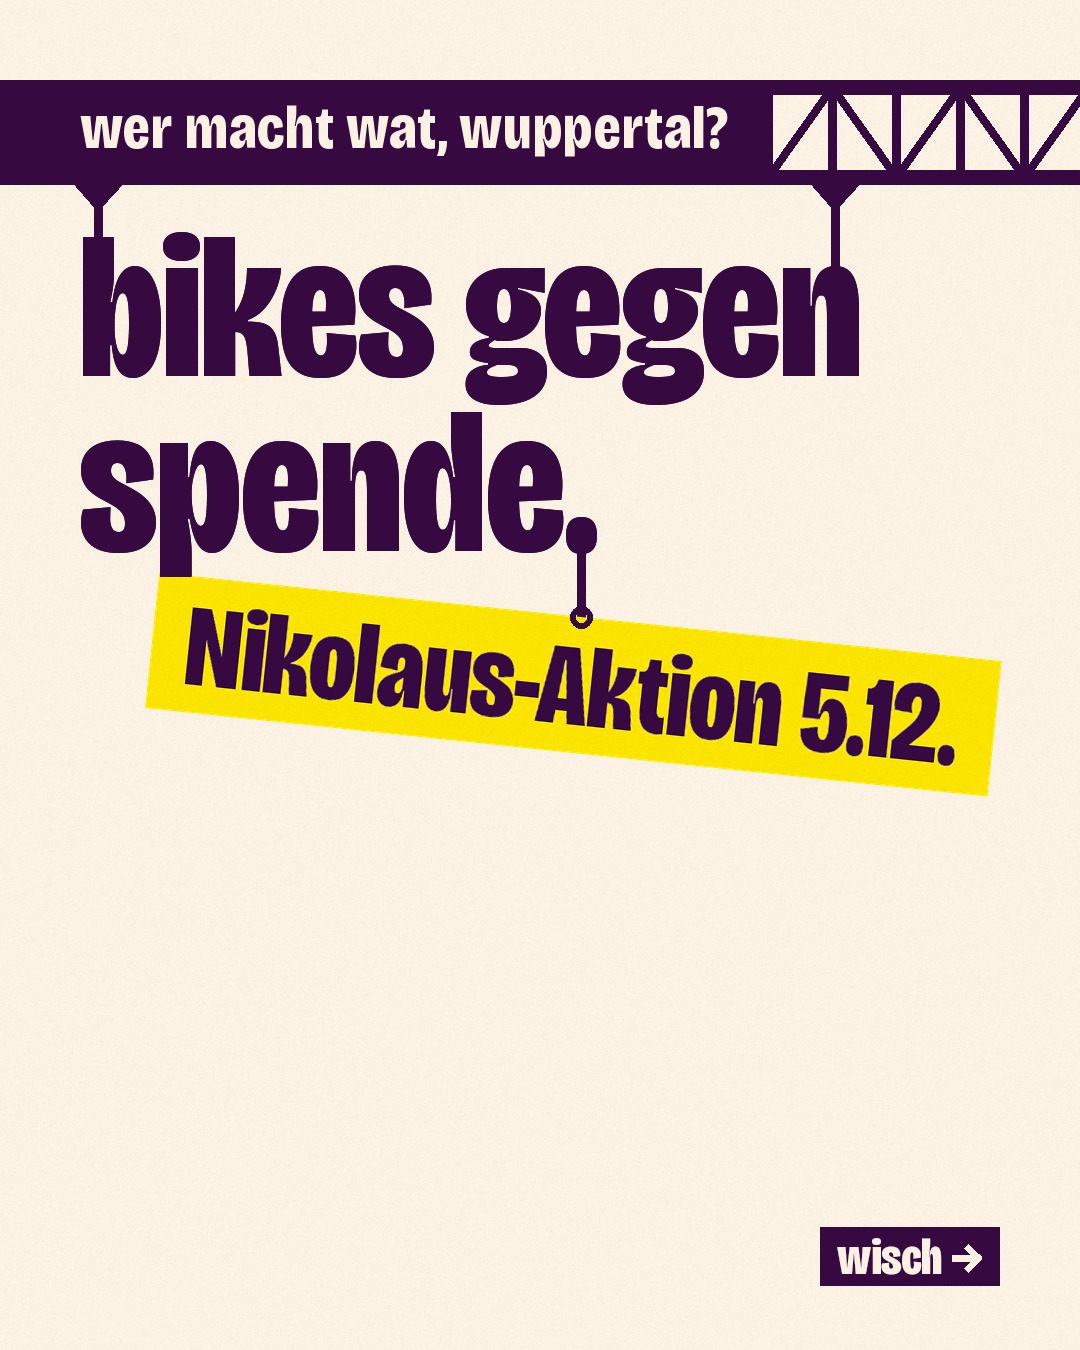 wer macht wat, wuppertal?
bikes gegen
spende.
Nikolaus-Aktion 5.12.
wisch →